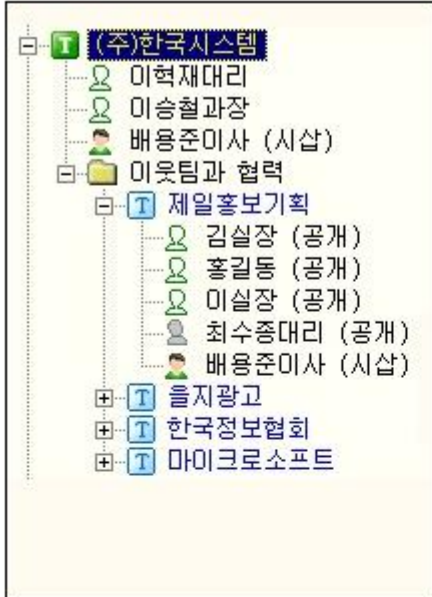 (주)한국시스템
이혁재대리
이승철과장
배용준이사 (시삽)
이웃팀과 협력
제일홍보기획
김실장 (공개)
홍길동 (공개)
이실장 (공개)
최수종대리 (공개)
배용준이사 (시삽)
을지광고
한국정보협회
마이크로소프트